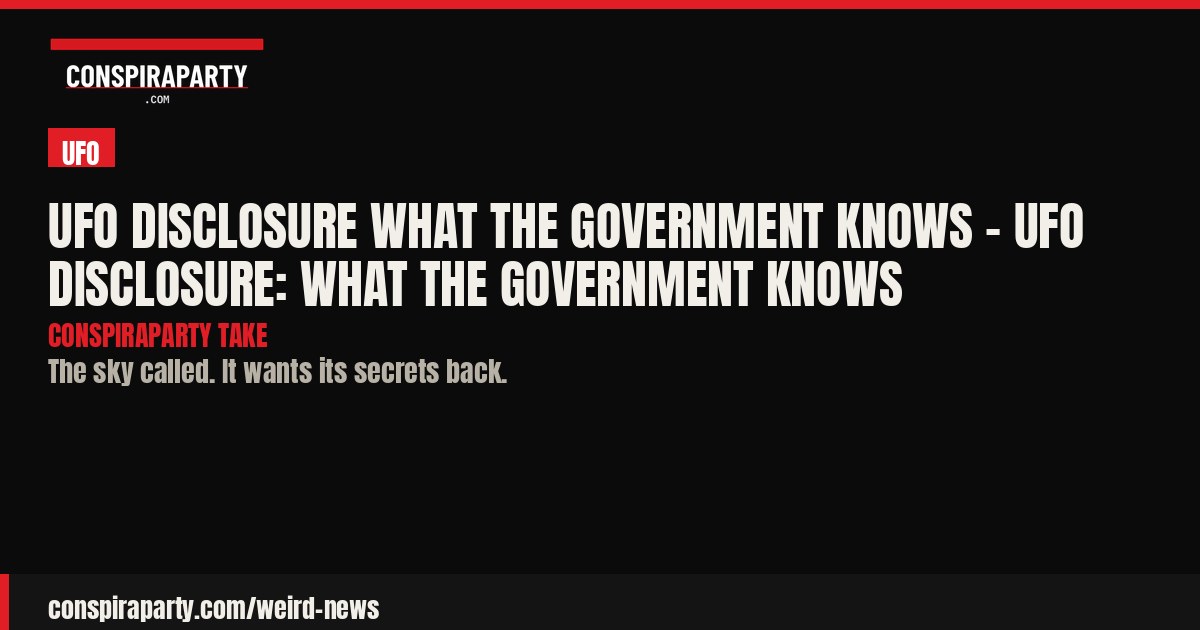 CONSPIRAPARTY
.COM
UFO
UFO DISCLOSURE WHAT THE GOVERNMENT KNOWS - UFO
DISCLOSURE: WHAT THE GOVERNMENT KNOWS
CONSPIRAPARTY TAKE
The sky called. It wants its secrets back.
conspiraparty.com/weird-news